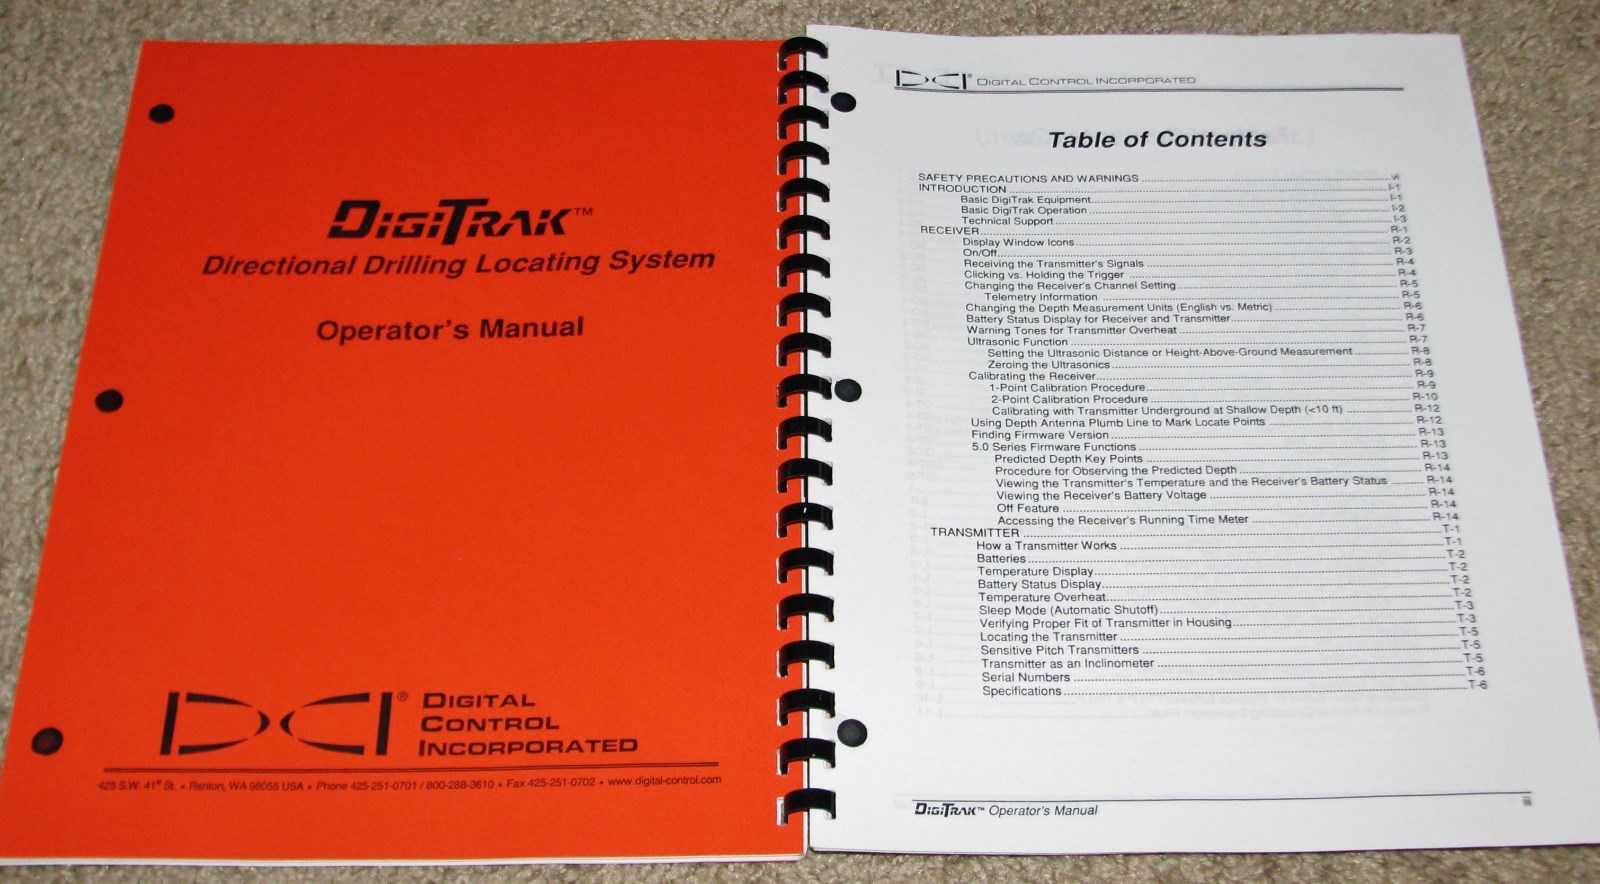 DIGITRAK™
Directional Drilling Locating System
Operator's Manual
DCI® DIGITAL
CONTROL
INCORPORATED
425 S.W. 41st St. • Renton, WA 98055 USA • Phone 425-251-0701 / 800-288-3610 • Fax 425-251-0702 • www.digital-control.com
DCI® DIGITAL CONTROL INCORPORATED
Table of Contents
SAFETY PRECAUTIONS AND WARNINGS ... vi
INTRODUCTION ... I-1
Basic DigiTrak Equipment ... I-1
Basic DigiTrak Operation ... I-2
Technical Support ... I-3
RECEIVER ... R-1
Display Window Icons ... R-2
On/Off ... R-3
Receiving the Transmitter's Signals ... R-4
Clicking vs. Holding the Trigger ... R-4
Changing the Receiver's Channel Setting ... R-5
Telemetry Information ... R-5
Changing the Depth Measurement Units (English vs. Metric) ... R-6
Battery Status Display for Receiver and Transmitter ... R-6
Warning Tones for Transmitter Overheat ... R-7
Ultrasonic Function ... R-7
Setting the Ultrasonic Distance or Height-Above-Ground Measurement ... R-8
Zeroing the Ultrasonics ... R-8
Calibrating the Receiver ... R-9
1-Point Calibration Procedure ... R-9
2-Point Calibration Procedure ... R-10
Calibrating with Transmitter Underground at Shallow Depth (<10 ft) ... R-12
Using Depth Antenna Plumb Line to Mark Locate Points ... R-12
Finding Firmware Version ... R-13
5.0 Series Firmware Functions ... R-13
Predicted Depth Key Points ... R-13
Procedure for Observing the Predicted Depth ... R-14
Viewing the Transmitter's Temperature and the Receiver's Battery Status ... R-14
Viewing the Receiver's Battery Voltage ... R-14
Off Feature ... R-14
Accessing the Receiver's Running Time Meter ... R-14
TRANSMITTER ... T-1
How a Transmitter Works ... T-1
Batteries ... T-2
Temperature Display ... T-2
Battery Status Display ... T-2
Temperature Overheat ... T-2
Sleep Mode (Automatic Shutoff) ... T-3
Verifying Proper Fit of Transmitter in Housing ... T-3
Locating the Transmitter ... T-5
Sensitive Pitch Transmitters ... T-5
Transmitter as an Inclinometer ... T-5
Serial Numbers ... T-6
Specifications ... T-6
DIGITRAK™ Operator's Manual